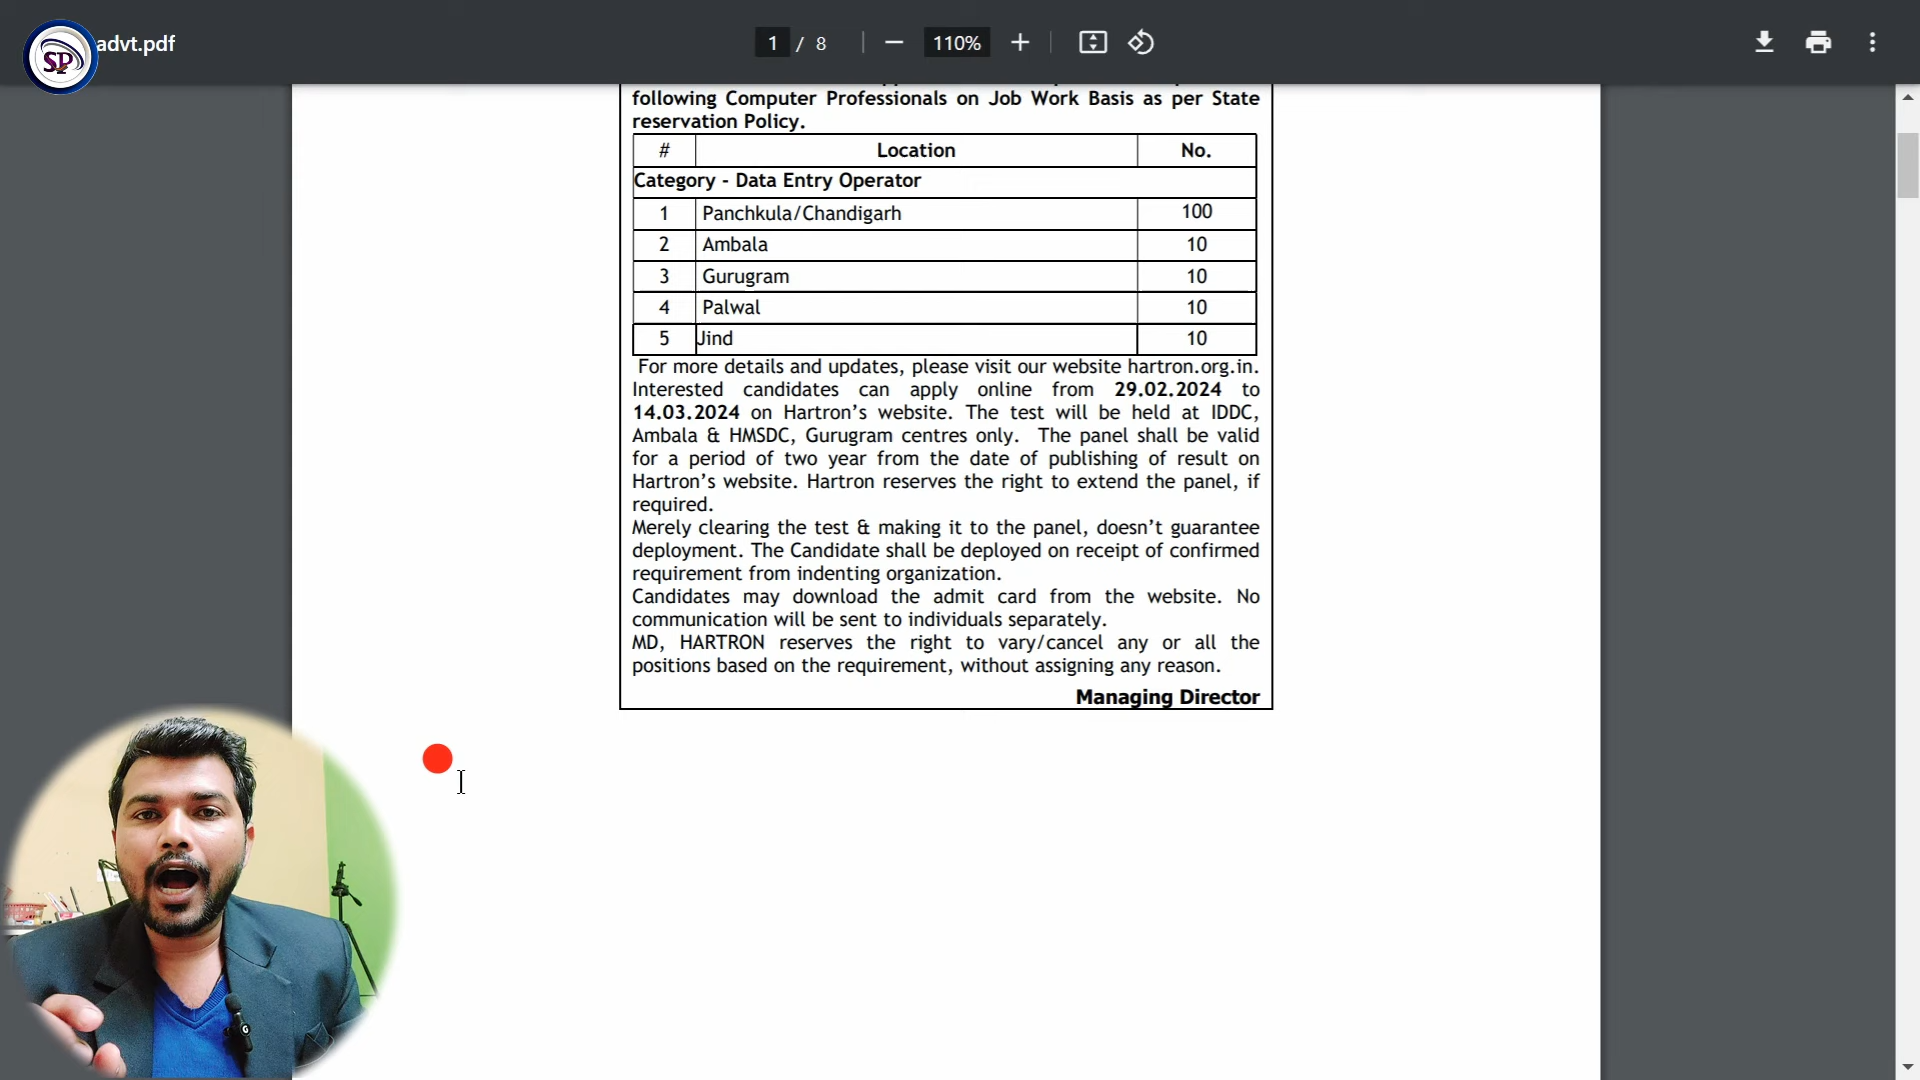 SP
advt.pdf
1 / 8
110%
following Computer Professionals on Job Work Basis as per State
reservation Policy.
# Location No.
Category - Data Entry Operator
1 Panchkula/Chandigarh 100
2 Ambala 10
3 Gurugram 10
4 Palwal 10
5 Jind 10
For more details and updates, please visit our website hartron.org.in.
Interested candidates can apply online from 29.02.2024 to
14.03.2024 on Hartron’s website. The test will be held at IDDC,
Ambala & HMSDC, Gurugram centres only. The panel shall be valid
for a period of two year from the date of publishing of result on
Hartron’s website. Hartron reserves the right to extend the panel, if
required.
Merely clearing the test & making it to the panel, doesn’t guarantee
deployment. The Candidate shall be deployed on receipt of confirmed
requirement from indenting organization.
Candidates may download the admit card from the website. No
communication will be sent to individuals separately.
MD, HARTRON reserves the right to vary/cancel any or all the
positions based on the requirement, without assigning any reason.
Managing Director
G